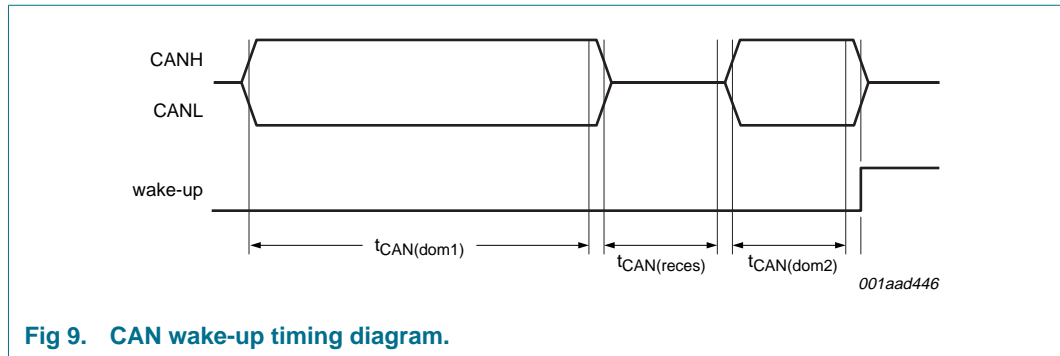 CANH
CANL
wake-up
tCAN(dom1)
tCAN(reces)
tCAN(dom2)
001aad446
Fig 9. CAN wake-up timing diagram.